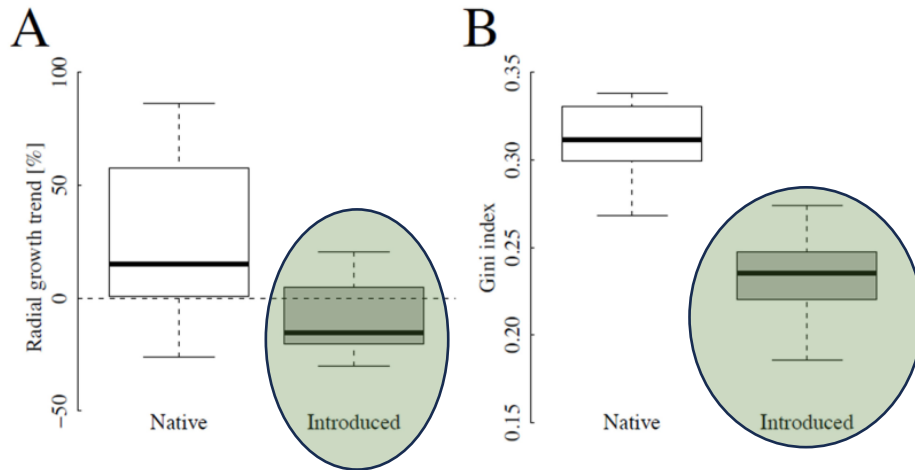 A
Radial growth trend [%]
100
50
0
−50
Native
Introduced
B
Gini index
0.35
0.30
0.25
0.20
0.15
Native
Introduced